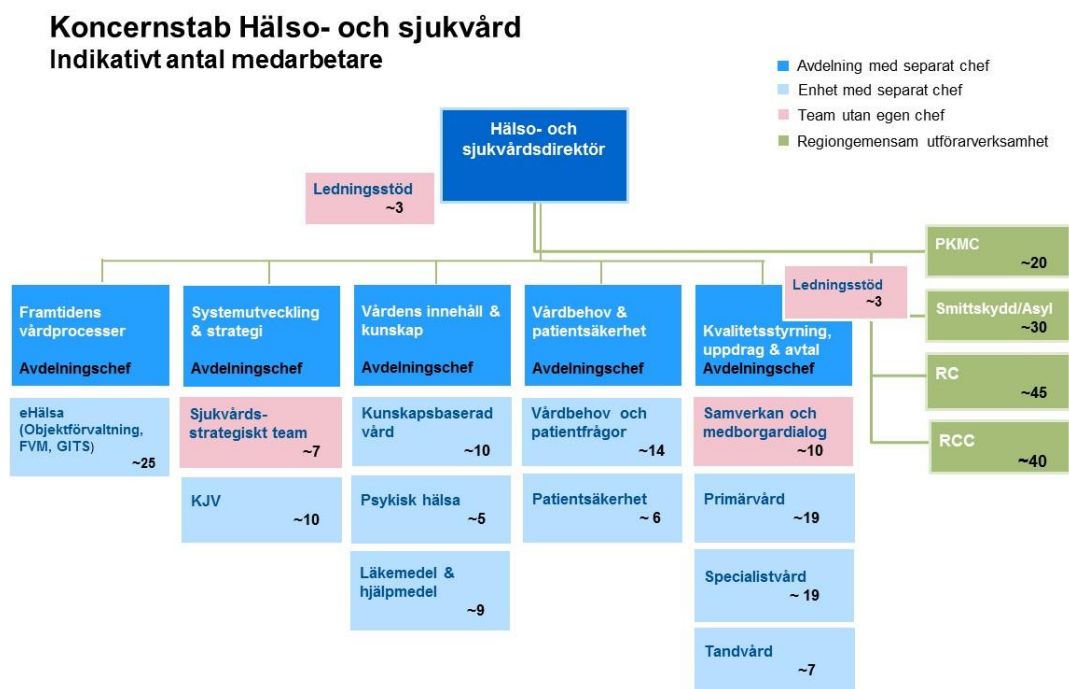 Koncernstab Hälso- och sjukvård
Indikativt antal medarbetare
Avdelning med separat chef
Enhet med separat chef
Team utan egen chef
Regiongemensam utförarverksamhet
Hälso- och
sjukvårdsdirektör
Ledningsstöd
~3
PKMC
~20
Ledningsstöd
~3
Smittskydd/Asyl
~30
RC
~45
RCC
~40
Framtidens
vårdprocesser
Avdelningschef
eHälsa
(Objektförvaltning,
FVM, GITS)
~25
Systemutveckling
& strategi
Avdelningschef
Sjukvårds-
strategiskt team
~7
KJV
~10
Vårdens innehåll &
kunskap
Avdelningschef
Kunskapsbaserad
vård
~10
Psykisk hälsa
~5
Läkemedel &
hjälpmedel
~9
Vårdbehov &
patientsäkerhet
Avdelningschef
Vårdbehov och
patientfrågor
~14
Patientsäkerhet
~ 6
Kvalitetsstyrning,
uppdrag & avtal
Avdelningschef
Samverkan och
medborgardialog
~10
Primärvård
~19
Specialistvård
~ 19
Tandvård
~7